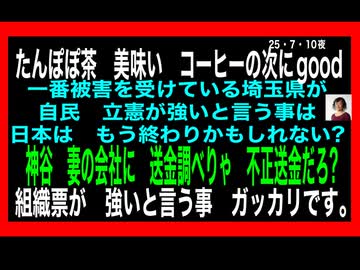 25・7・10夜
たんぽぽ茶　美味い　コーヒーの次にgood
一番被害を受けている埼玉県が
自民　立憲が強いと言う事は
日本は　もう終わりかもしれない?
神谷　妻の会社に　送金調べりゃ　不正送金だろ?
組織票が　強いと言う事　ガッカリです。